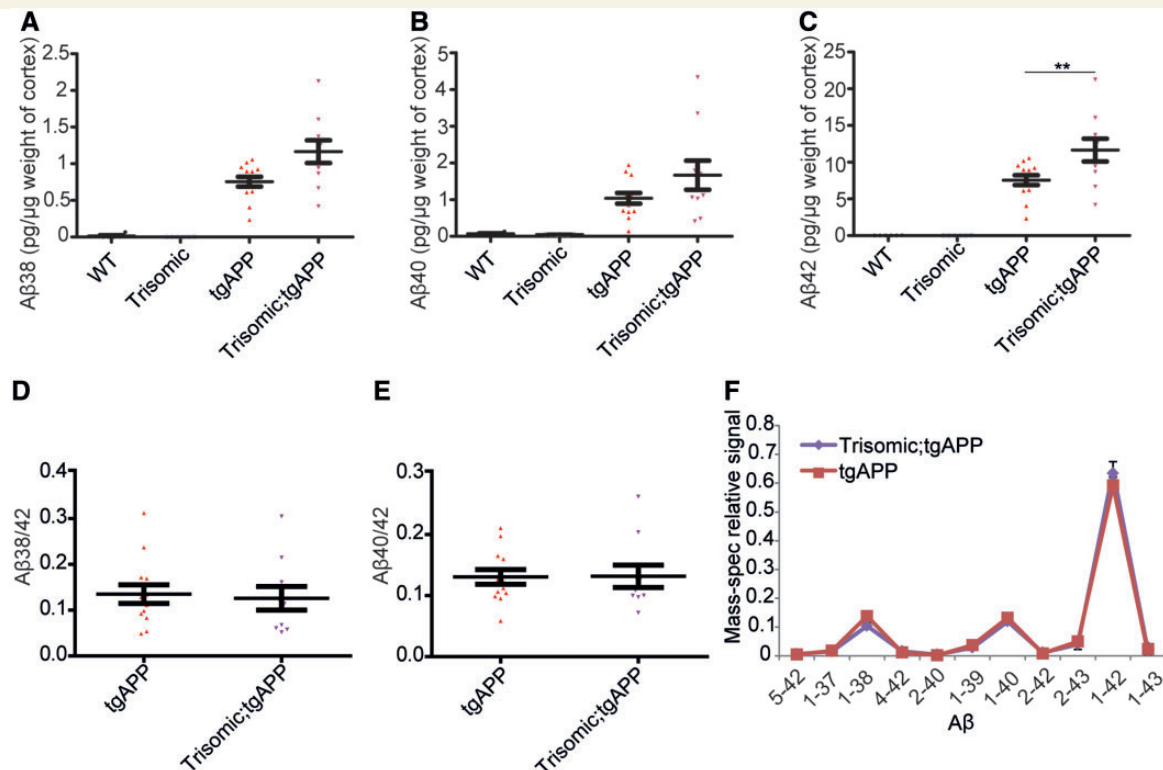 A
Aβ38 (pg/µg weight of cortex)
2.5
2
1.5
1
0.5
0
WT
Trisomic
tgAPP
Trisomic;tgAPP
B
Aβ40 (pg/µg weight of cortex)
5
4
3
2
1
0
WT
Trisomic
tgAPP
Trisomic;tgAPP
C
Aβ42 (pg/µg weight of cortex)
25
20
15
10
5
0
**
WT
Trisomic
tgAPP
Trisomic;tgAPP
D
Aβ38/42
0.4
0.3
0.2
0.1
0.0
tgAPP
Trisomic;tgAPP
E
Aβ40/42
0.3
0.2
0.1
0.0
tgAPP
Trisomic;tgAPP
F
Mass-spec relative signal
0.8
0.7
0.6
0.5
0.4
0.3
0.2
0.1
0
Trisomic;tgAPP
tgAPP
5-42
1-37
1-38
4-42
2-40
1-39
1-40
2-42
2-43
1-42
1-43
Aβ